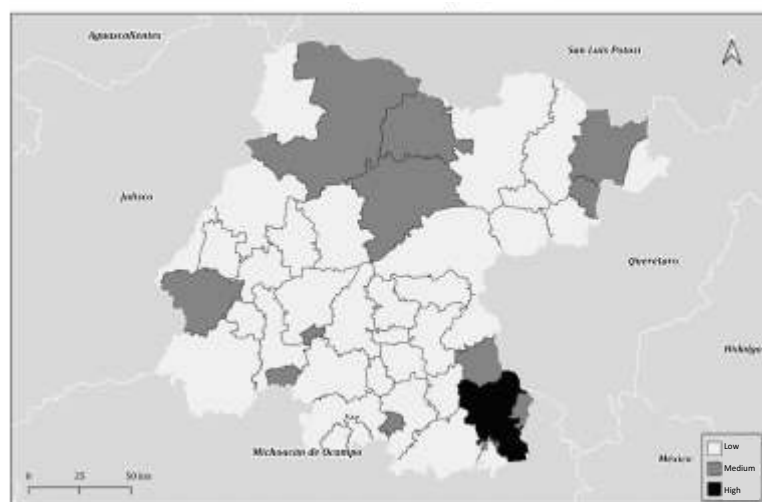 Aguascalientes
San Luis Potosí
Jalisco
Querétaro
Hidalgo
Michoacán de Ocampo
México
0 25 50 km
Low
Medium
High